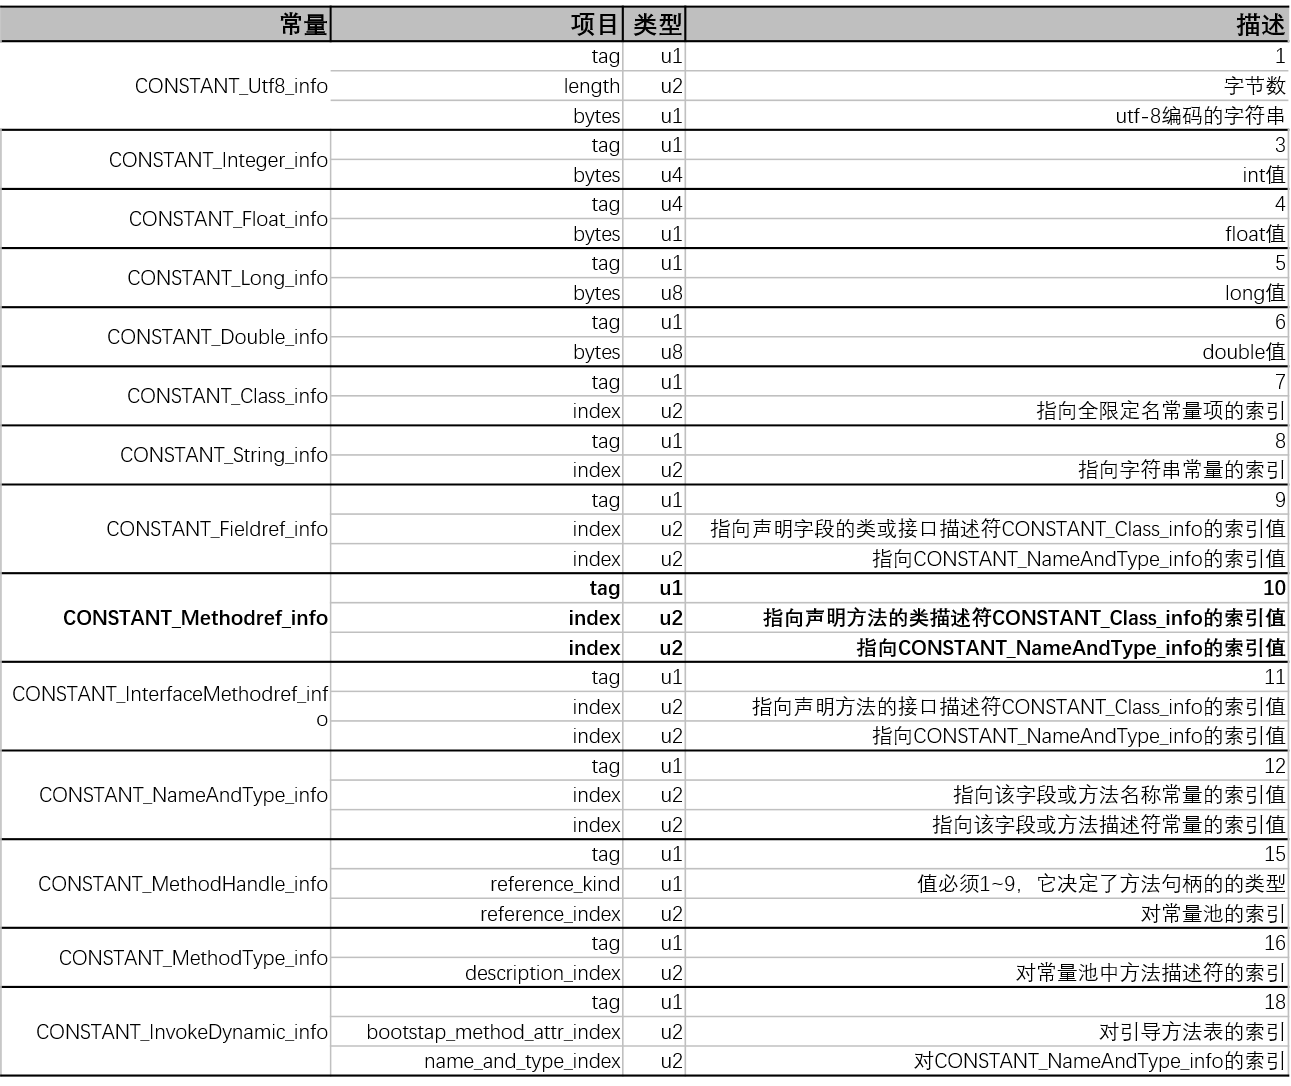 常量 项目 类型 描述
tag u1 1
CONSTANT_Utf8_info length u2 字节数
bytes u1 utf-8编码的字符串
CONSTANT_Integer_info tag u1 3
bytes u4 int值
CONSTANT_Float_info tag u4 4
bytes u1 float值
CONSTANT_Long_info tag u1 5
bytes u8 long值
CONSTANT_Double_info tag u1 6
bytes u8 double值
CONSTANT_Class_info tag u1 7
index u2 指向全限定名常量项的索引
CONSTANT_String_info tag u1 8
index u2 指向字符串常量的索引
tag u1 9
CONSTANT_Fieldref_info index u2 指向声明字段的类或接口描述符CONSTANT_Class_info的索引值
index u2 指向CONSTANT_NameAndType_info的索引值
tag u1 10
CONSTANT_Methodref_info index u2 指向声明方法的类描述符CONSTANT_Class_info的索引值
index u2 指向CONSTANT_NameAndType_info的索引值
tag u1 11
CONSTANT_InterfaceMethodref_inf
o index u2 指向声明方法的接口描述符CONSTANT_Class_info的索引值
index u2 指向CONSTANT_NameAndType_info的索引值
tag u1 12
CONSTANT_NameAndType_info index u2 指向该字段或方法名称常量的索引值
index u2 指向该字段或方法描述符常量的索引值
tag u1 15
CONSTANT_MethodHandle_info reference_kind u1 值必须1~9，它决定了方法句柄的的类型
reference_index u2 对常量池的索引
CONSTANT_MethodType_info tag u1 16
description_index u2 对常量池中方法描述符的索引
tag u1 18
CONSTANT_InvokeDynamic_info bootstap_method_attr_index u2 对引导方法表的索引
name_and_type_index u2 对CONSTANT_NameAndType_info的索引